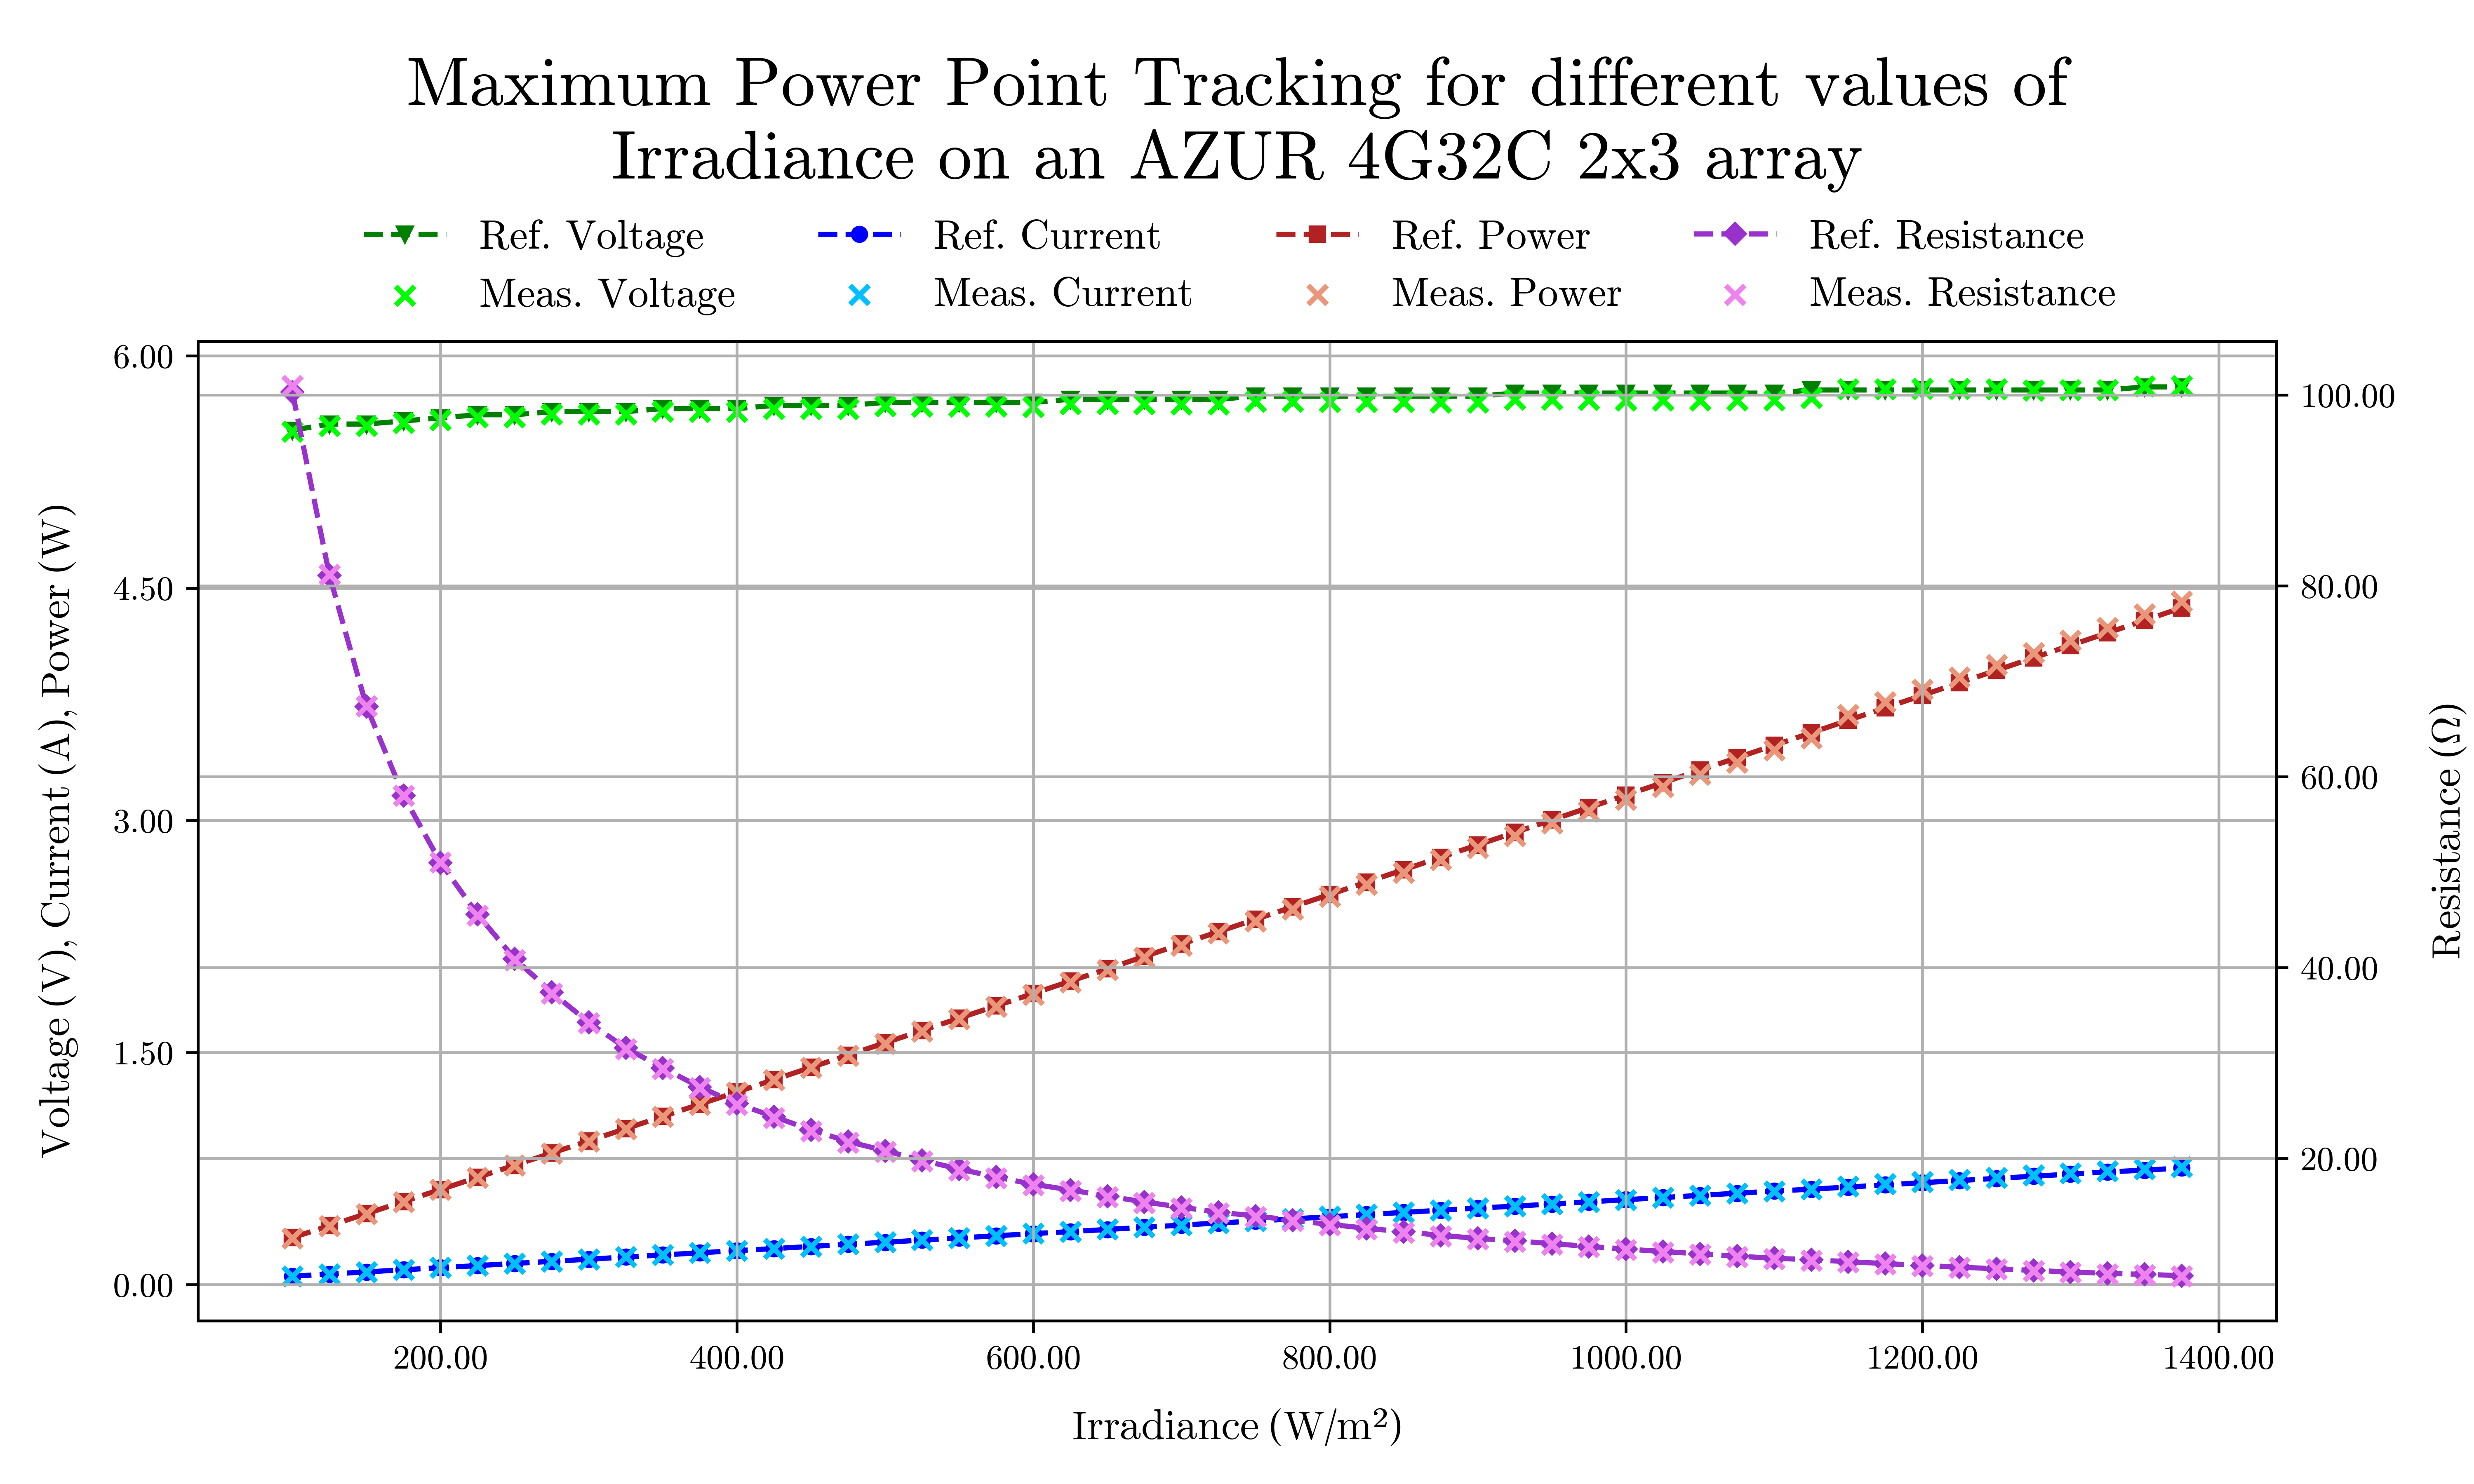 Maximum Power Point Tracking for different values of
Irradiance on an AZUR 4G32C 2x3 array
Ref. Voltage Ref. Current Ref. Power Ref. Resistance
Meas. Voltage Meas. Current Meas. Power Meas. Resistance
Voltage (V), Current (A), Power (W)
6.00
4.50
3.00
1.50
0.00
100.00
80.00
60.00
40.00
20.00
Resistance (Ω)
200.00 400.00 600.00 800.00 1000.00 1200.00 1400.00
Irradiance (W/m²)